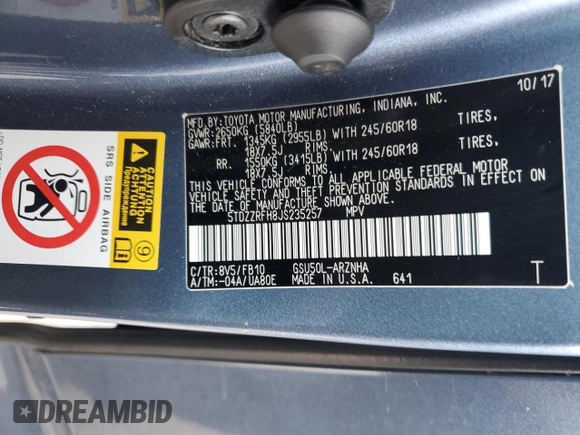 MFD. BY:TOYOTA MOTOR MANUFACTURING, INDIANA, INC. 10/17
GVWR: 2650KG (5840LB)
GAWR:FRT. 1345KG (2955LB) WITH 245/60R18 TIRES,
18X7.5J RIMS.
RR. 1550KG (3415LB) WITH 245/60R18 TIRES,
18X7.5J RIMS.
THIS VEHICLE CONFORMS TO ALL APPLICABLE FEDERAL MOTOR
VEHICLE SAFETY AND THEFT PREVENTION STANDARDS IN EFFECT ON
THE DATE OF MANUFACTURE SHOWN ABOVE.
5TDZZRFH8JS235257 MPV
C/TR:8V5/FB10 GSU50L-ARZNHA
A/TM:-04A/UA80E MADE IN U.S.A. 641 T
SRS SIDE AIRBAG
CAUTION
ATTENTION
ACHTUNG
9
DREAMBID